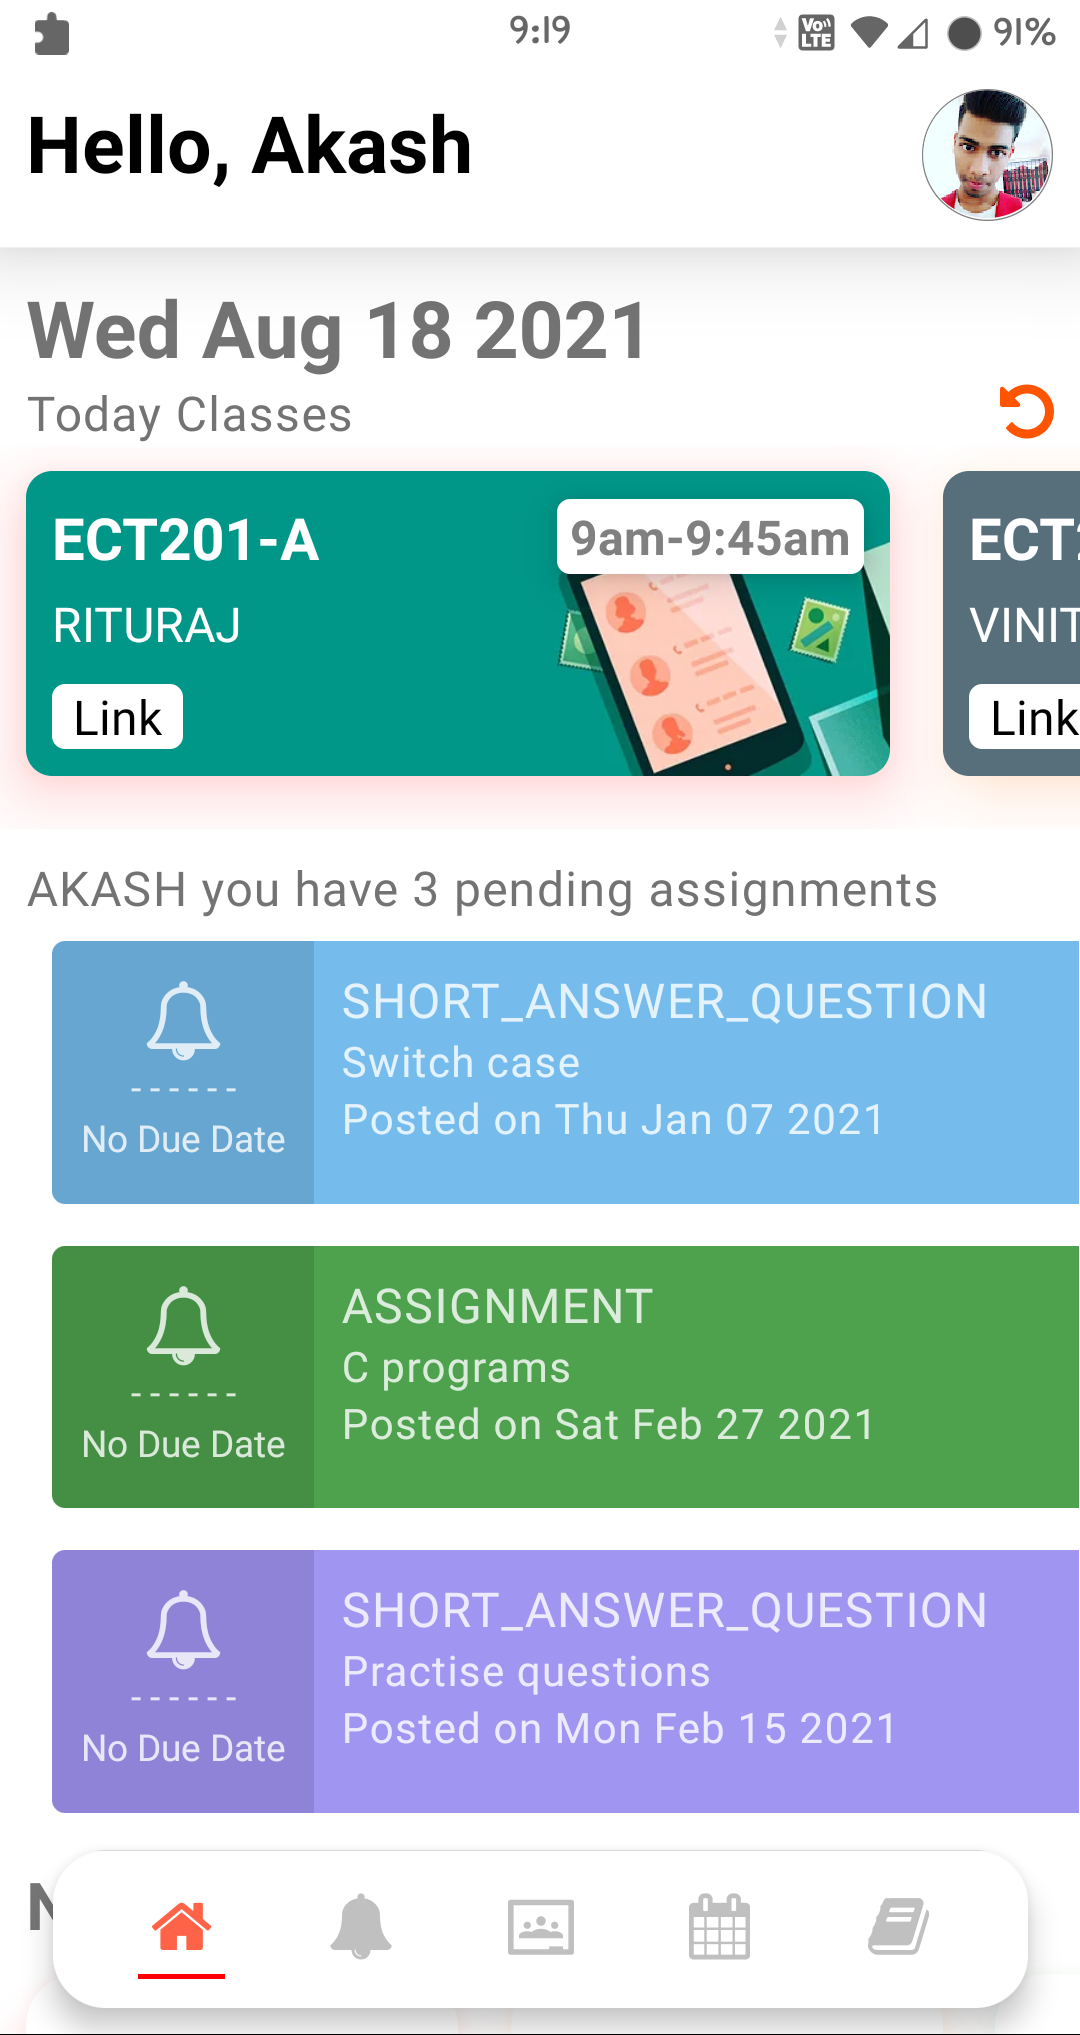 9:19
Vo LTE
91%
Hello, Akash
Wed Aug 18 2021
Today Classes
ECT201-A
9am-9:45am
RITURAJ
Link
ECT
VINIT
Link
AKASH you have 3 pending assignments
SHORT_ANSWER_QUESTION
Switch case
Posted on Thu Jan 07 2021
No Due Date
ASSIGNMENT
C programs
Posted on Sat Feb 27 2021
No Due Date
SHORT_ANSWER_QUESTION
Practise questions
Posted on Mon Feb 15 2021
No Due Date